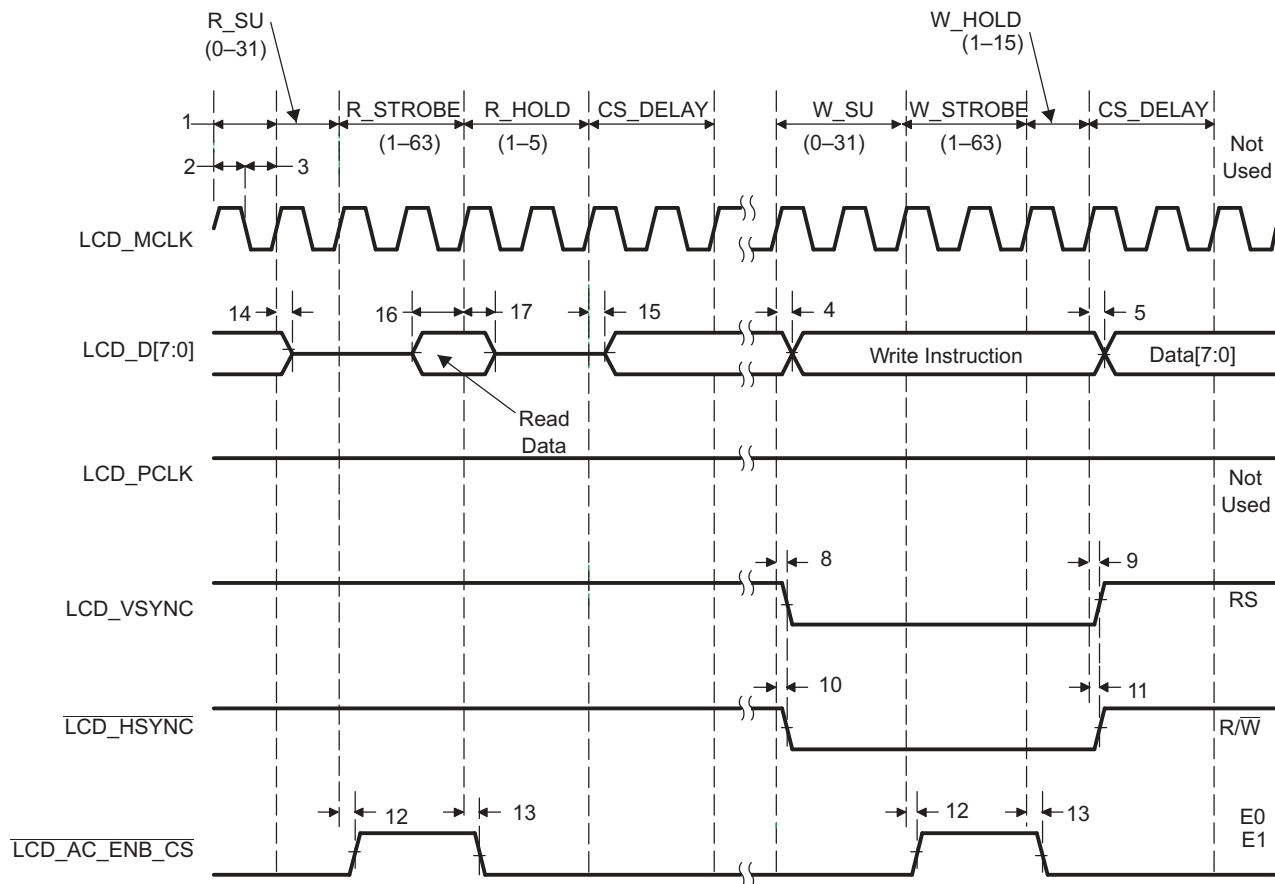 R_SU
(0–31)
W_HOLD
(1–15)
1
R_STROBE
R_HOLD
CS_DELAY
W_SU
W_STROBE
CS_DELAY
(1–63)
(1–5)
(0–31)
(1–63)
Not
Used
2
3
LCD_MCLK
14
16
17
15
4
5
LCD_D[7:0]
Write Instruction
Data[7:0]
Read
Data
LCD_PCLK
Not
Used
8
9
LCD_VSYNC
RS
10
11
LCD_HSYNC
R/W
12
13
12
13
E0
E1
LCD_AC_ENB_CS